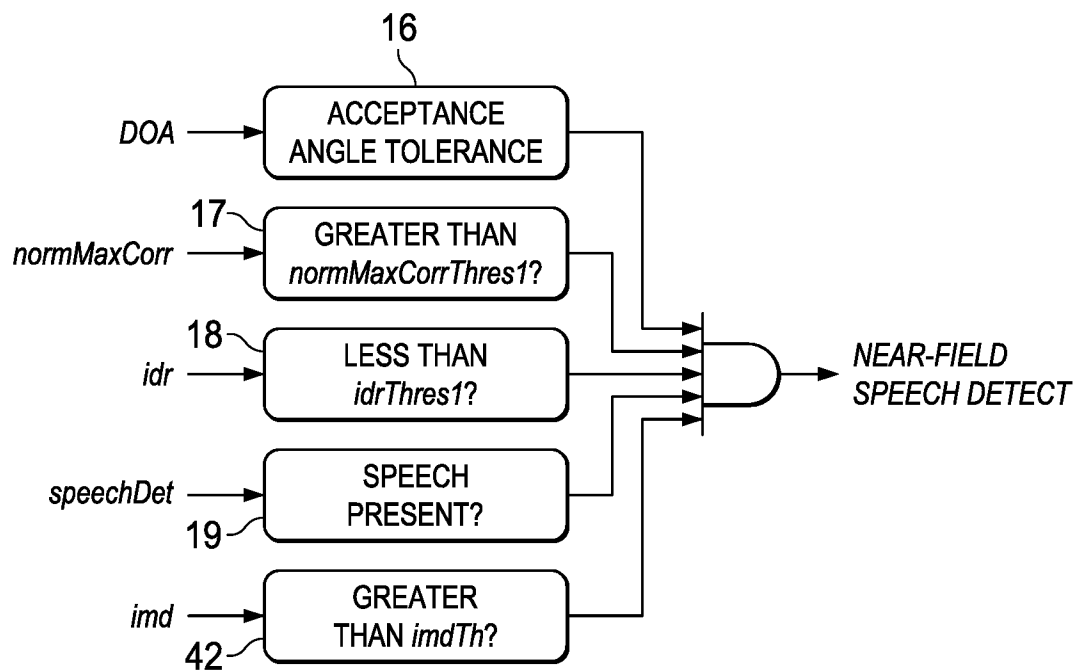 16
DOA
ACCEPTANCE
ANGLE TOLERANCE
17
normMaxCorr
GREATER THAN
normMaxCorrThres1?
18
idr
LESS THAN
idrThres1?
NEAR-FIELD
SPEECH DETECT
speechDet
SPEECH
PRESENT?
19
imd
GREATER
THAN imdTh?
42